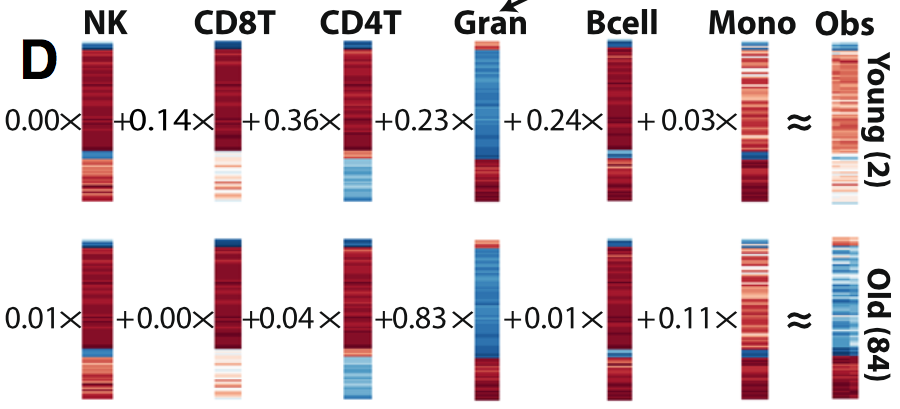 NK CD8T CD4T Gran Bcell Mono Obs
D
0.00× +0.14× +0.36× +0.23× +0.24× +0.03× ≈
Young (2)
0.01× +0.00× +0.04 × +0.83 × +0.01× +0.11× ≈
Old (84)